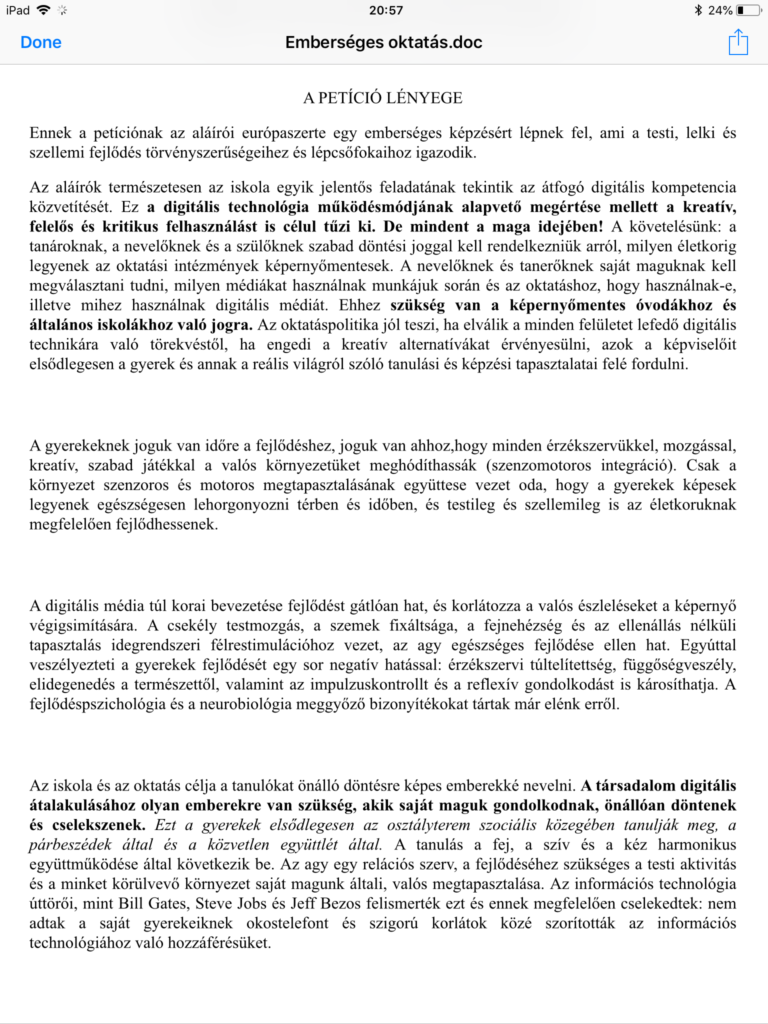 iPad
20:57
24%
Done
Emberséges oktatás.doc
A PETÍCIÓ LÉNYEGE
Ennek a petíciónak az aláírói európaszerte egy emberséges képzésért lépnek fel, ami a testi, lelki és
szellemi fejlődés törvényszerűségeihez és lépcsőfokaihoz igazodik.
Az aláírók természetesen az iskola egyik jelentős feladatának tekintik az átfogó digitális kompetencia
közvetítését. Ez a digitális technológia működésmódjának alapvető megértése mellett a kreatív,
felelős és kritikus felhasználást is célul tűzi ki. De mindent a maga idejében! A követelésünk: a
tanároknak, a nevelőknek és a szülőknek szabad döntési joggal kell rendelkezniük arról, milyen életkorig
legyenek az oktatási intézmények képernyőmentesek. A nevelőknek és tanerőknek saját maguknak kell
megválasztani tudni, milyen médiákat használnak munkájuk során és az oktatáshoz, hogy használnak-e,
illetve mihez használnak digitális médiát. Ehhez szükség van a képernyőmentes óvodákhoz és
általános iskolákhoz való jogra. Az oktatáspolitika jól teszi, ha elválik a minden felületet lefedő digitális
technikára való törekvéstől, ha engedi a kreatív alternatívákat érvényesülni, azok a képviselőit
elsődlegesen a gyerek és annak a reális világról szóló tanulási és képzési tapasztalatai felé fordulni.
A gyerekeknek joguk van időre a fejlődéshez, joguk van ahhoz,hogy minden érzékszervükkel, mozgással,
kreatív, szabad játékkal a valós környezetüket meghódíthassák (szenzomotoros integráció). Csak a
környezet szenzoros és motoros megtapasztalásának együttese vezet oda, hogy a gyerekek képesek
legyenek egészségesen lehorgonyozni térben és időben, és testileg és szellemileg is az életkoruknak
megfelelően fejlődhessenek.
A digitális média túl korai bevezetése fejlődést gátlóan hat, és korlátozza a valós észleléseket a képernyő
végigsimítására. A csekély testmozgás, a szemek fixáltsága, a fejnehézség és az ellenállás nélküli
tapasztalás idegrendszeri félrestimulációhoz vezet, az agy egészséges fejlődése ellen hat. Egyúttal
veszélyezteti a gyerekek fejlődését egy sor negatív hatással: érzékszervi túltelítettség, függőségveszély,
elidegenedés a természettől, valamint az impulzuskontrollt és a reflexív gondolkodást is károsíthatja. A
fejlődéspszichológia és a neurobiológia meggyőző bizonyítékokat tártak már elénk erről.
Az iskola és az oktatás célja a tanulókat önálló döntésre képes emberekké nevelni. A társadalom digitális
átalakulásához olyan emberekre van szükség, akik saját maguk gondolkodnak, önállóan döntenek
és cselekszenek. Ezt a gyerekek elsődlegesen az osztályterem szociális közegében tanulják meg, a
párbeszédek által és a közvetlen együttlét által. A tanulás a fej, a szív és a kéz harmonikus
együttműködése által következik be. Az agy egy relációs szerv, a fejlődéséhez szükséges a testi aktivitás
és a minket körülvevő környezet saját magunk általi, valós megtapasztalása. Az információs technológia
úttörői, mint Bill Gates, Steve Jobs és Jeff Bezos felismerték ezt és ennek megfelelően cselekedtek: nem
adtak a saját gyerekeiknek okostelefont és szigorú korlátok közé szorították az információs
technológiához való hozzáférésüket.